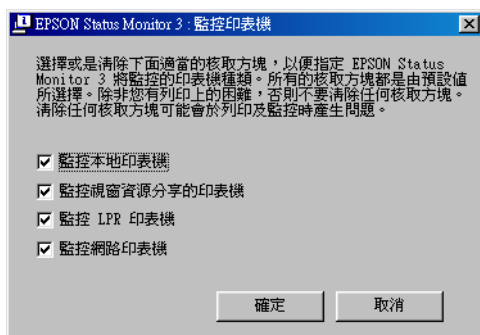 EPSON Status Monitor 3 : 監控印表機
選擇或是清除下面適當的核取方塊，以便指定 EPSON Status
Monitor 3 將監控的印表機種類。所有的核取方塊都是由預設值
所選擇。除非您有列印上的困難，否則不要清除任何核取方塊。
清除任何核取方塊可能會於列印及監控時產生問題。
監控本地印表機
監控視窗資源分享的印表機
監控 LPR 印表機
監控網路印表機
確定
取消